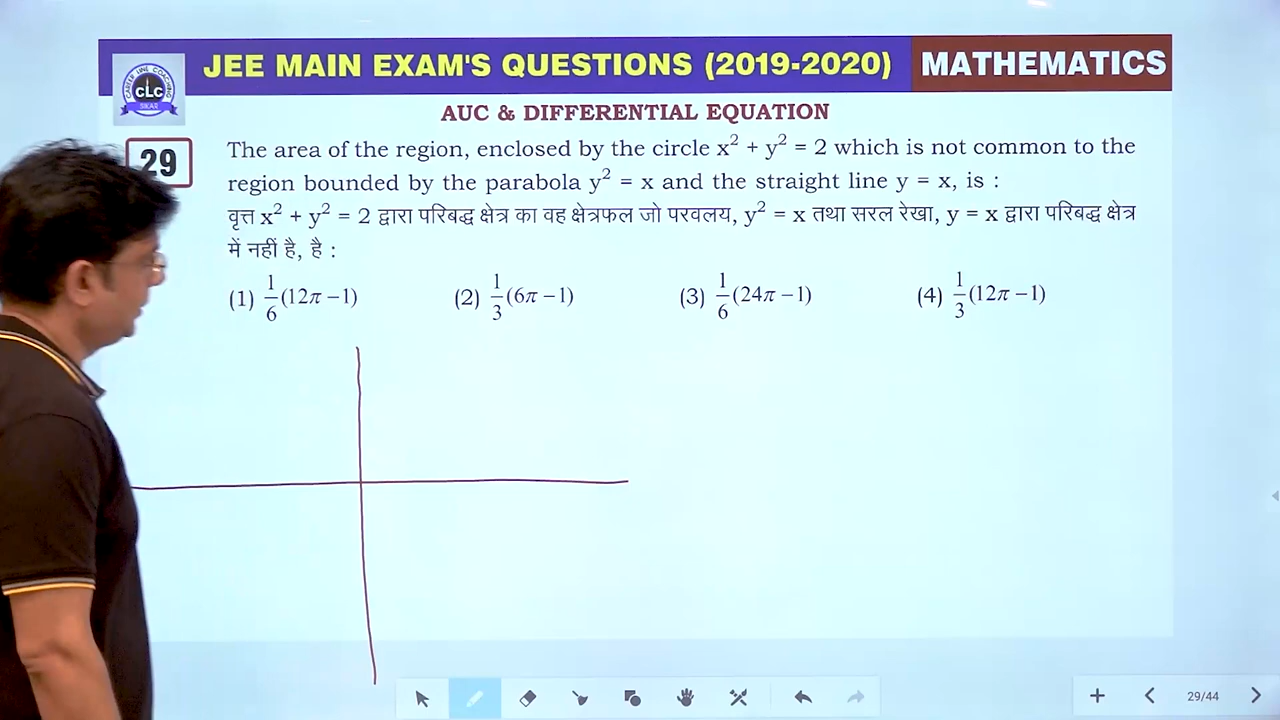 JEE MAIN EXAM'S QUESTIONS (2019-2020) MATHEMATICS
CLC
SIKAR
AUC & DIFFERENTIAL EQUATION
29
The area of the region, enclosed by the circle x² + y² = 2 which is not common to the
region bounded by the parabola y² = x and the straight line y = x, is :
वृत्त x² + y² = 2 द्वारा परिबद्ध क्षेत्र का वह क्षेत्रफल जो परवलय, y² = x तथा सरल रेखा, y = x द्वारा परिबद्ध क्षेत्र
में नहीं है, है :
(1) 1/6(12π − 1) (2) 1/3(6π − 1) (3) 1/6(24π − 1) (4) 1/3(12π − 1)
29/44